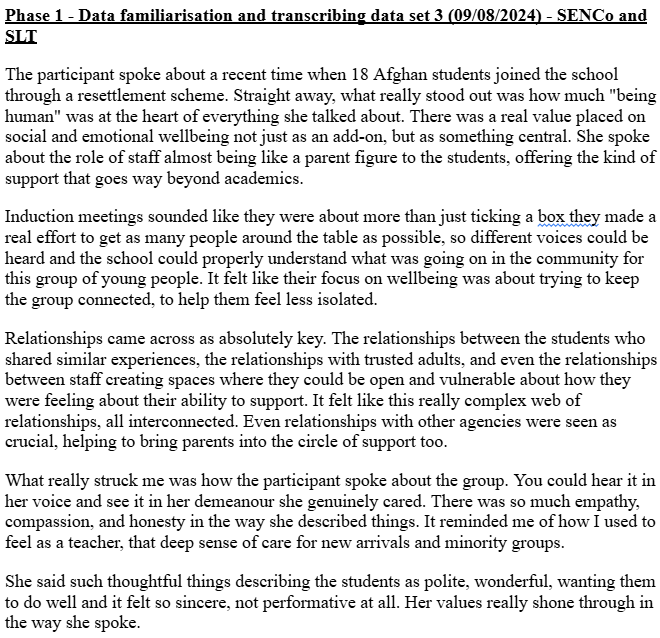 Phase 1 - Data familiarisation and transcribing data set 3 (09/08/2024) - SENCo and
SLT
The participant spoke about a recent time when 18 Afghan students joined the school
through a resettlement scheme. Straight away, what really stood out was how much "being
human" was at the heart of everything she talked about. There was a real value placed on
social and emotional wellbeing not just as an add-on, but as something central. She spoke
about the role of staff almost being like a parent figure to the students, offering the kind of
support that goes way beyond academics.
Induction meetings sounded like they were about more than just ticking a box they made a
real effort to get as many people around the table as possible, so different voices could be
heard and the school could properly understand what was going on in the community for
this group of young people. It felt like their focus on wellbeing was about trying to keep
the group connected, to help them feel less isolated.
Relationships came across as absolutely key. The relationships between the students who
shared similar experiences, the relationships with trusted adults, and even the relationships
between staff creating spaces where they could be open and vulnerable about how they
were feeling about their ability to support. It felt like this really complex web of
relationships, all interconnected. Even relationships with other agencies were seen as
crucial, helping to bring parents into the circle of support too.
What really struck me was how the participant spoke about the group. You could hear it in
her voice and see it in her demeanour she genuinely cared. There was so much empathy,
compassion, and honesty in the way she described things. It reminded me of how I used to
feel as a teacher, that deep sense of care for new arrivals and minority groups.
She said such thoughtful things describing the students as polite, wonderful, wanting them
to do well and it felt so sincere, not performative at all. Her values really shone through in
the way she spoke.